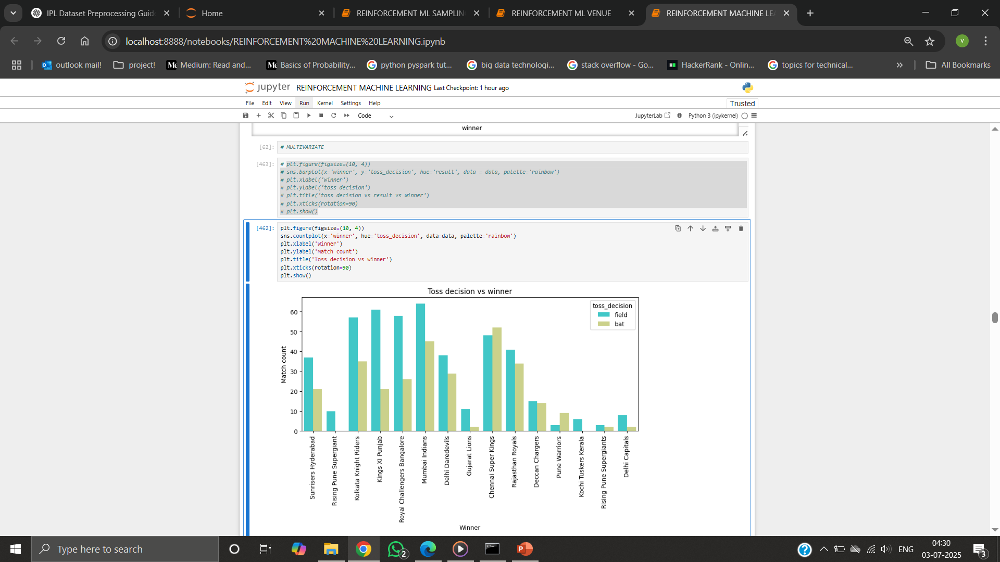 IPL Dataset Preprocessing Guid
Home
REINFORCEMENT ML SAMPLIN
REINFORCEMENT ML VENUE
REINFORCEMENT MACHINE LE
localhost:8888/notebooks/REINFORCEMENT%20MACHINE%20LEARNING.ipynb
V
outlook mail!
project!
Medium: Read and...
Basics of Probability...
python pyspark tut...
big data technologi...
stack overflow - Go...
HackerRank - Onlin...
topics for technical...
All Bookmarks
jupyter REINFORCEMENT MACHINE LEARNING Last Checkpoint: 1 hour ago
File Edit View Run Kernel Settings Help
Trusted
Code
JupyterLab
Python 3 (ipykernel)
winner
[62]: # MULTIVARIATE
[463]: # plt.figure(figsize=(10, 4))
# sns.barplot(x='winner', y='toss_decision', hue='result', data = data, palette='rainbow')
# plt.xlabel('winner')
# plt.ylabel('toss decision')
# plt.title('toss decision vs result vs winner')
# plt.xticks(rotation=90)
# plt.show()
[462]: plt.figure(figsize=(10, 4))
sns.countplot(x='winner', hue='toss_decision', data=data, palette='rainbow')
plt.xlabel('Winner')
plt.ylabel('Match count')
plt.title('Toss decision vs winner')
plt.xticks(rotation=90)
plt.show()
Toss decision vs winner
toss_decision
field
bat
60
50
40
30
20
10
0
Match count
Sunrisers Hyderabad
Rising Pune Supergiant
Kolkata Knight Riders
Kings XI Punjab
Royal Challengers Bangalore
Mumbai Indians
Delhi Daredevils
Gujarat Lions
Chennai Super Kings
Rajasthan Royals
Deccan Chargers
Pune Warriors
Kochi Tuskers Kerala
Rising Pune Supergiants
Delhi Capitals
Winner
Type here to search
2
ENG
04:30
03-07-2025
3